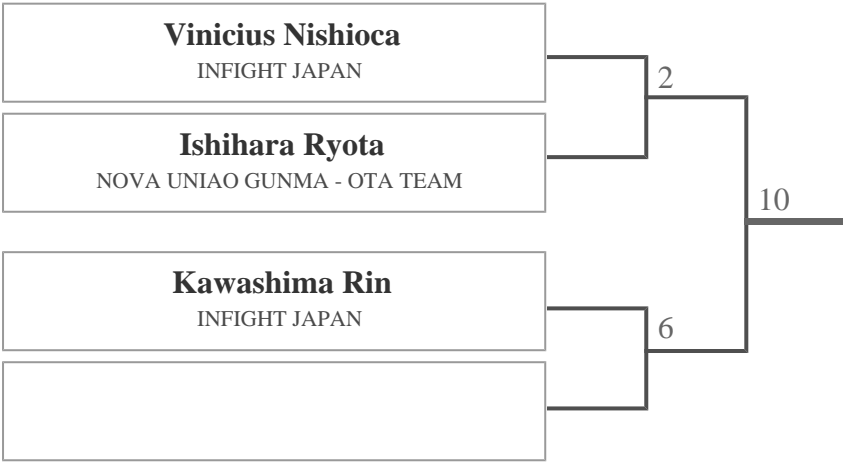 Vinicius Nishioca
INFIGHT JAPAN
2
Ishihara Ryota
NOVA UNIAO GUNMA - OTA TEAM
10
Kawashima Rin
INFIGHT JAPAN
6